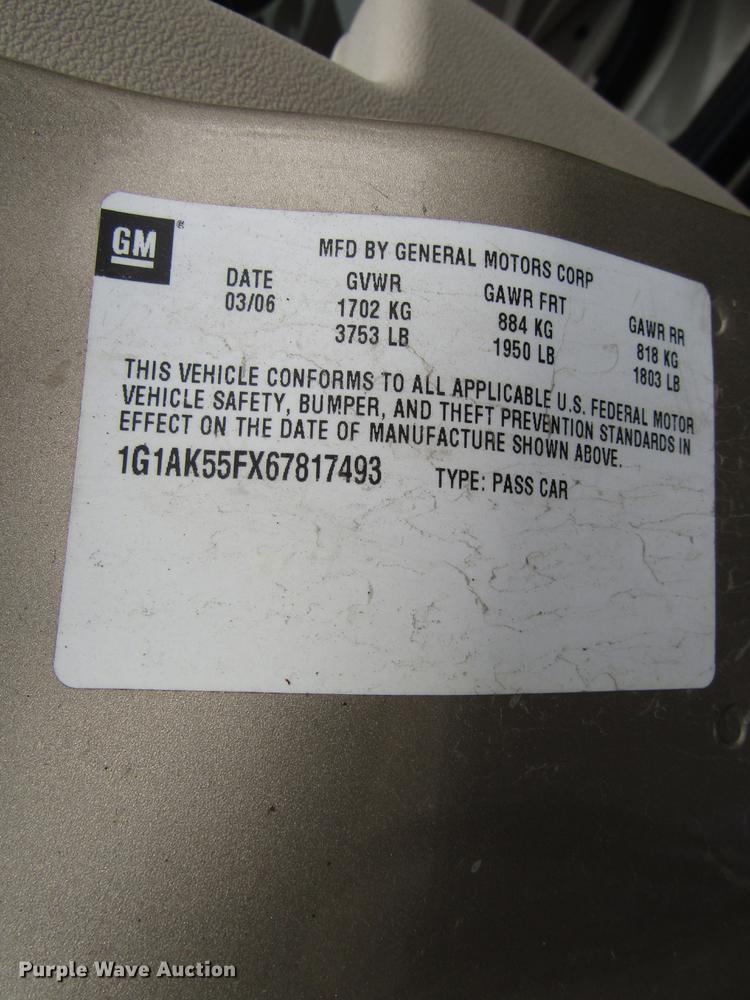 GM®
MFD BY GENERAL MOTORS CORP
DATE GVWR GAWR FRT GAWR RR
03/06 1702 KG 884 KG 818 KG
3753 LB 1950 LB 1803 LB
THIS VEHICLE CONFORMS TO ALL APPLICABLE U.S. FEDERAL MOTOR
VEHICLE SAFETY, BUMPER, AND THEFT PREVENTION STANDARDS IN
EFFECT ON THE DATE OF MANUFACTURE SHOWN ABOVE.
1G1AK55FX67817493 TYPE: PASS CAR
Purple Wave Auction